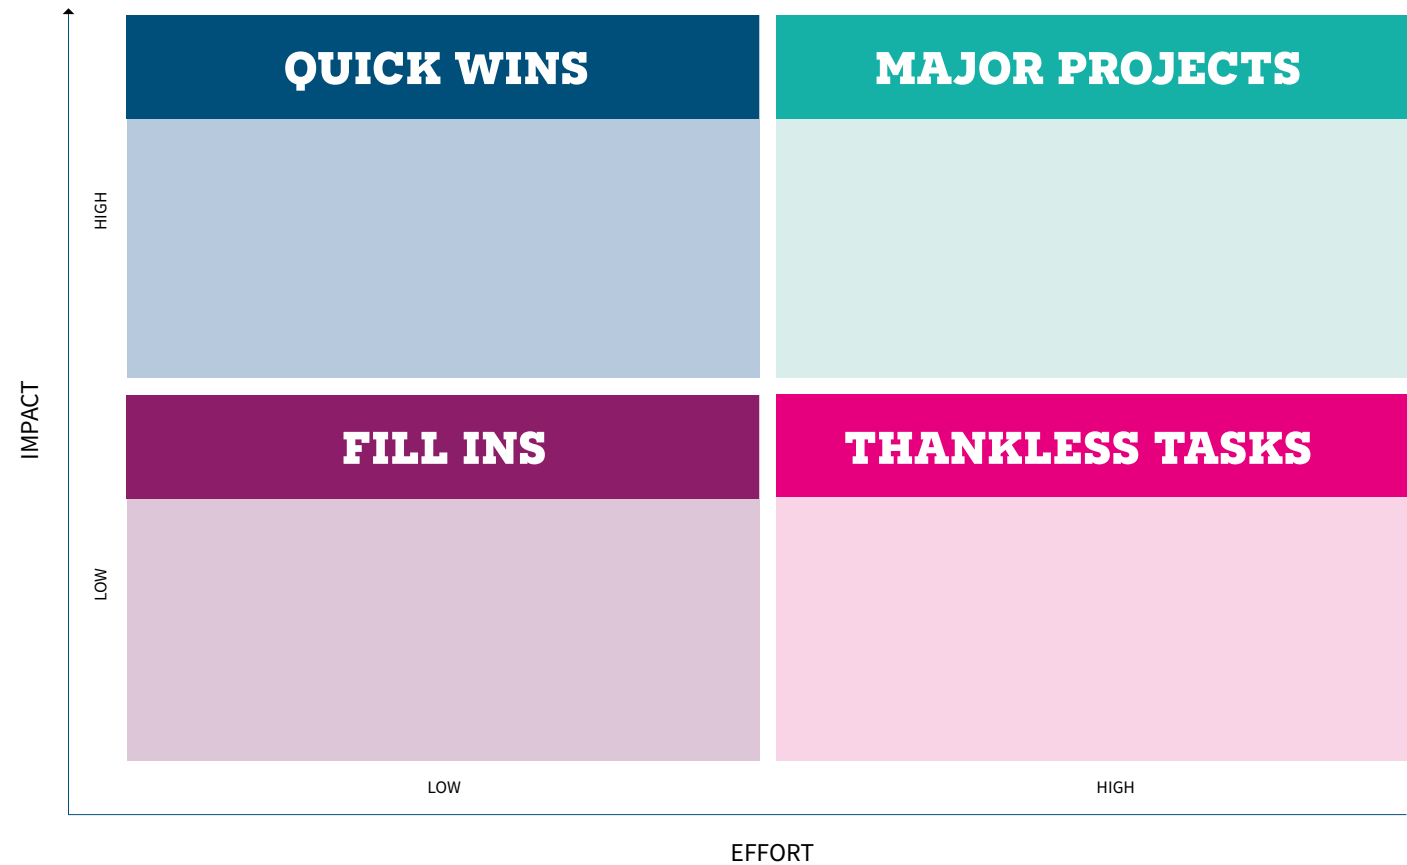 QUICK WINS
MAJOR PROJECTS
HIGH
IMPACT
FILL INS
THANKLESS TASKS
LOW
LOW
HIGH
EFFORT